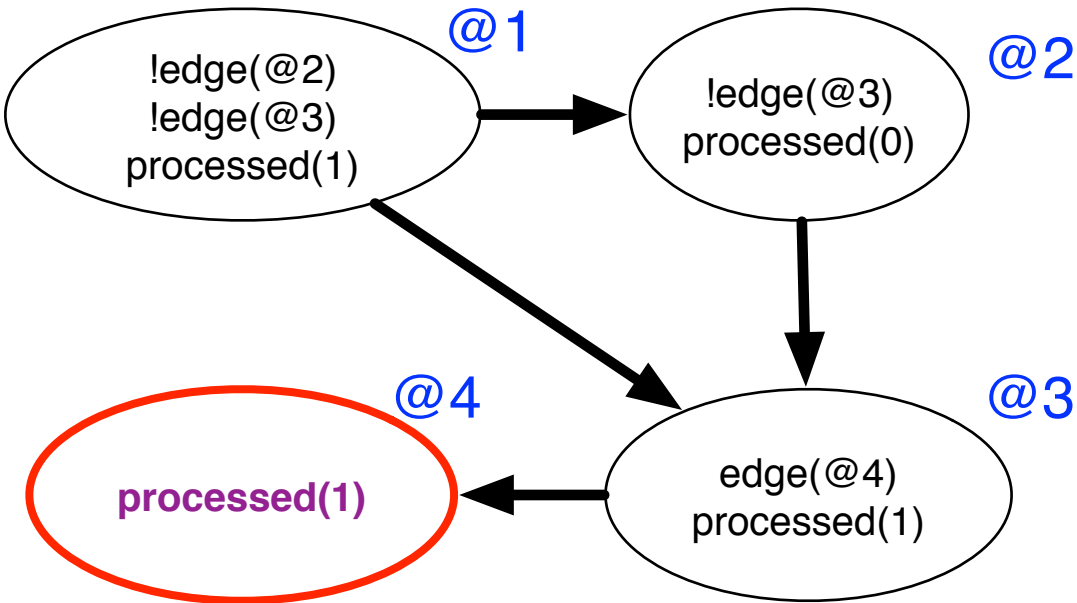 @1
!edge(@2)
!edge(@3)
processed(1)
@2
!edge(@3)
processed(0)
@4
processed(1)
@3
edge(@4)
processed(1)